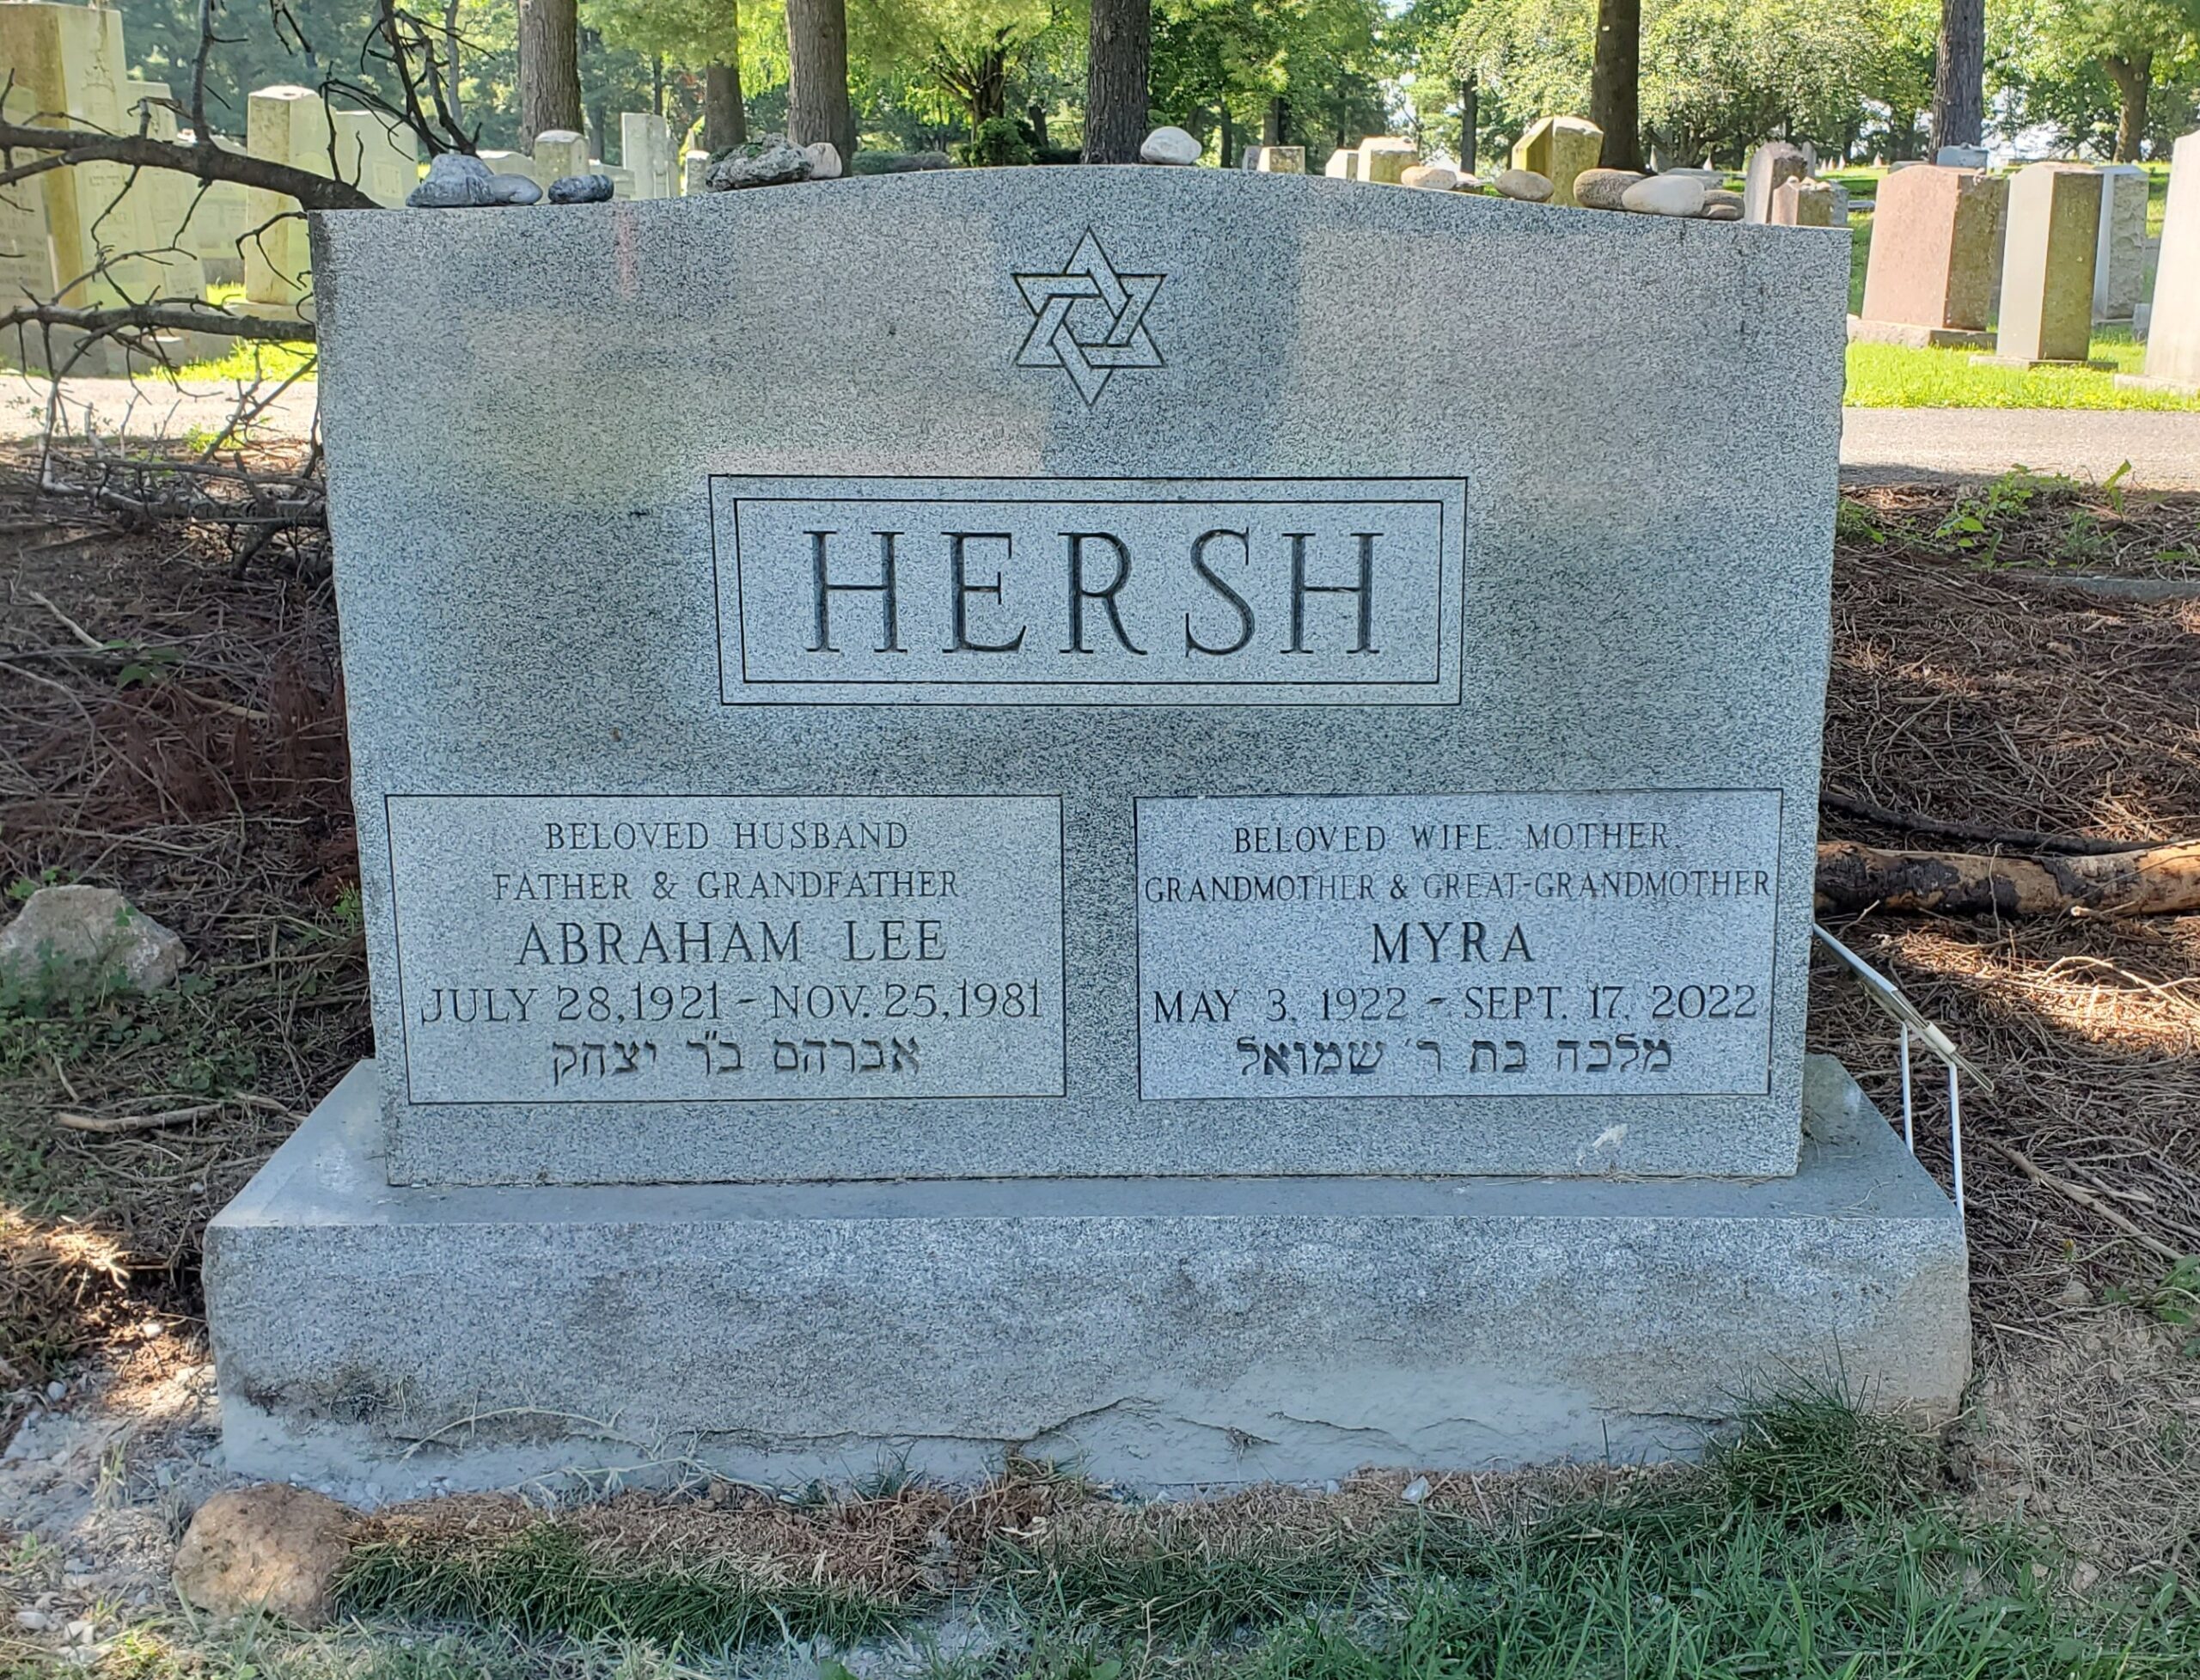 HERSH
BELOVED HUSBAND
FATHER & GRANDFATHER
ABRAHAM LEE
JULY 28, 1921 - NOV. 25, 1981
אברהם ב״ר יצחק
BELOVED WIFE, MOTHER,
GRANDMOTHER & GREAT-GRANDMOTHER
MYRA
MAY 3, 1922 - SEPT. 17, 2022
מלכה בת ר׳ שמואל